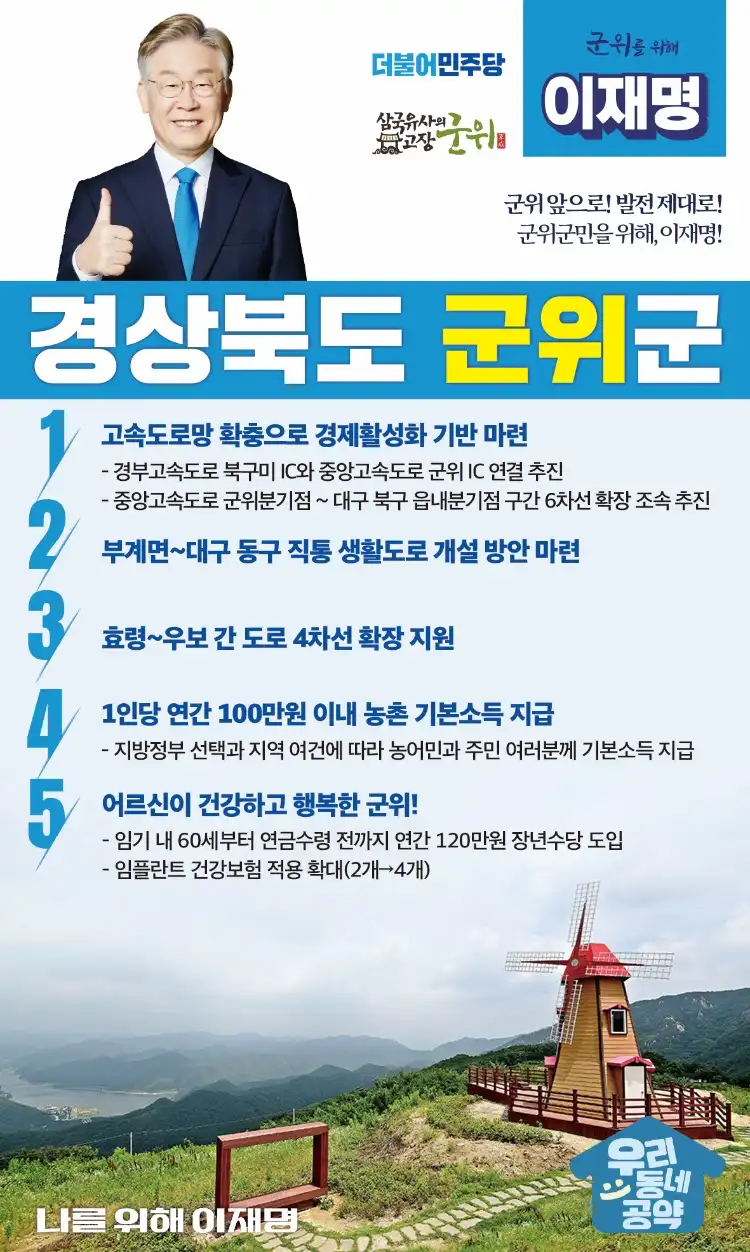 더불어민주당
삼국유사의
고장 군위
군위를 위해
이재명
군위 앞으로! 발전 제대로!
군위군민을 위해, 이재명!
경상북도 군위군
1 고속도로망 확충으로 경제활성화 기반 마련
- 경부고속도로 북구미 IC와 중앙고속도로 군위 IC 연결 추진
- 중앙고속도로 군위분기점 ~ 대구 북구 읍내분기점 구간 6차선 확장 조속 추진
2 부계면~대구 동구 직통 생활도로 개설 방안 마련
3 효령~우보 간 도로 4차선 확장 지원
4 1인당 연간 100만원 이내 농촌 기본소득 지급
- 지방정부 선택과 지역 여건에 따라 농어민과 주민 여러분께 기본소득 지급
5 어르신이 건강하고 행복한 군위!
- 임기 내 60세부터 연금수령 전까지 연간 120만원 장년수당 도입
- 임플란트 건강보험 적용 확대(2개→4개)
나를 위해 이재명
우리
동네
공약